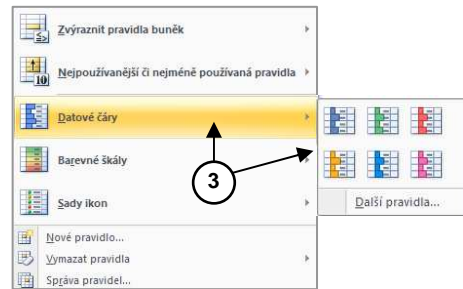 Zvýraznit pravidla buněk
10
Nejpoužívanější či nejméně používaná pravidla
Datové čáry
Barevné škály
3
Sady ikon
Další pravidla...
Nové pravidlo...
Vymazat pravidla
Správa pravidel...